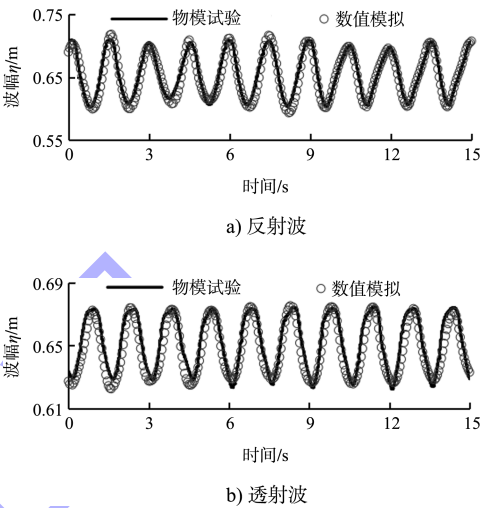 0.75
物模试验
数值模拟
0.65
0.55
波幅η/m
0
3
6
9
12
15
时间/s
a) 反射波
0.69
物模试验
数值模拟
0.65
0.61
波幅η/m
0
3
6
9
12
15
时间/s
b) 透射波